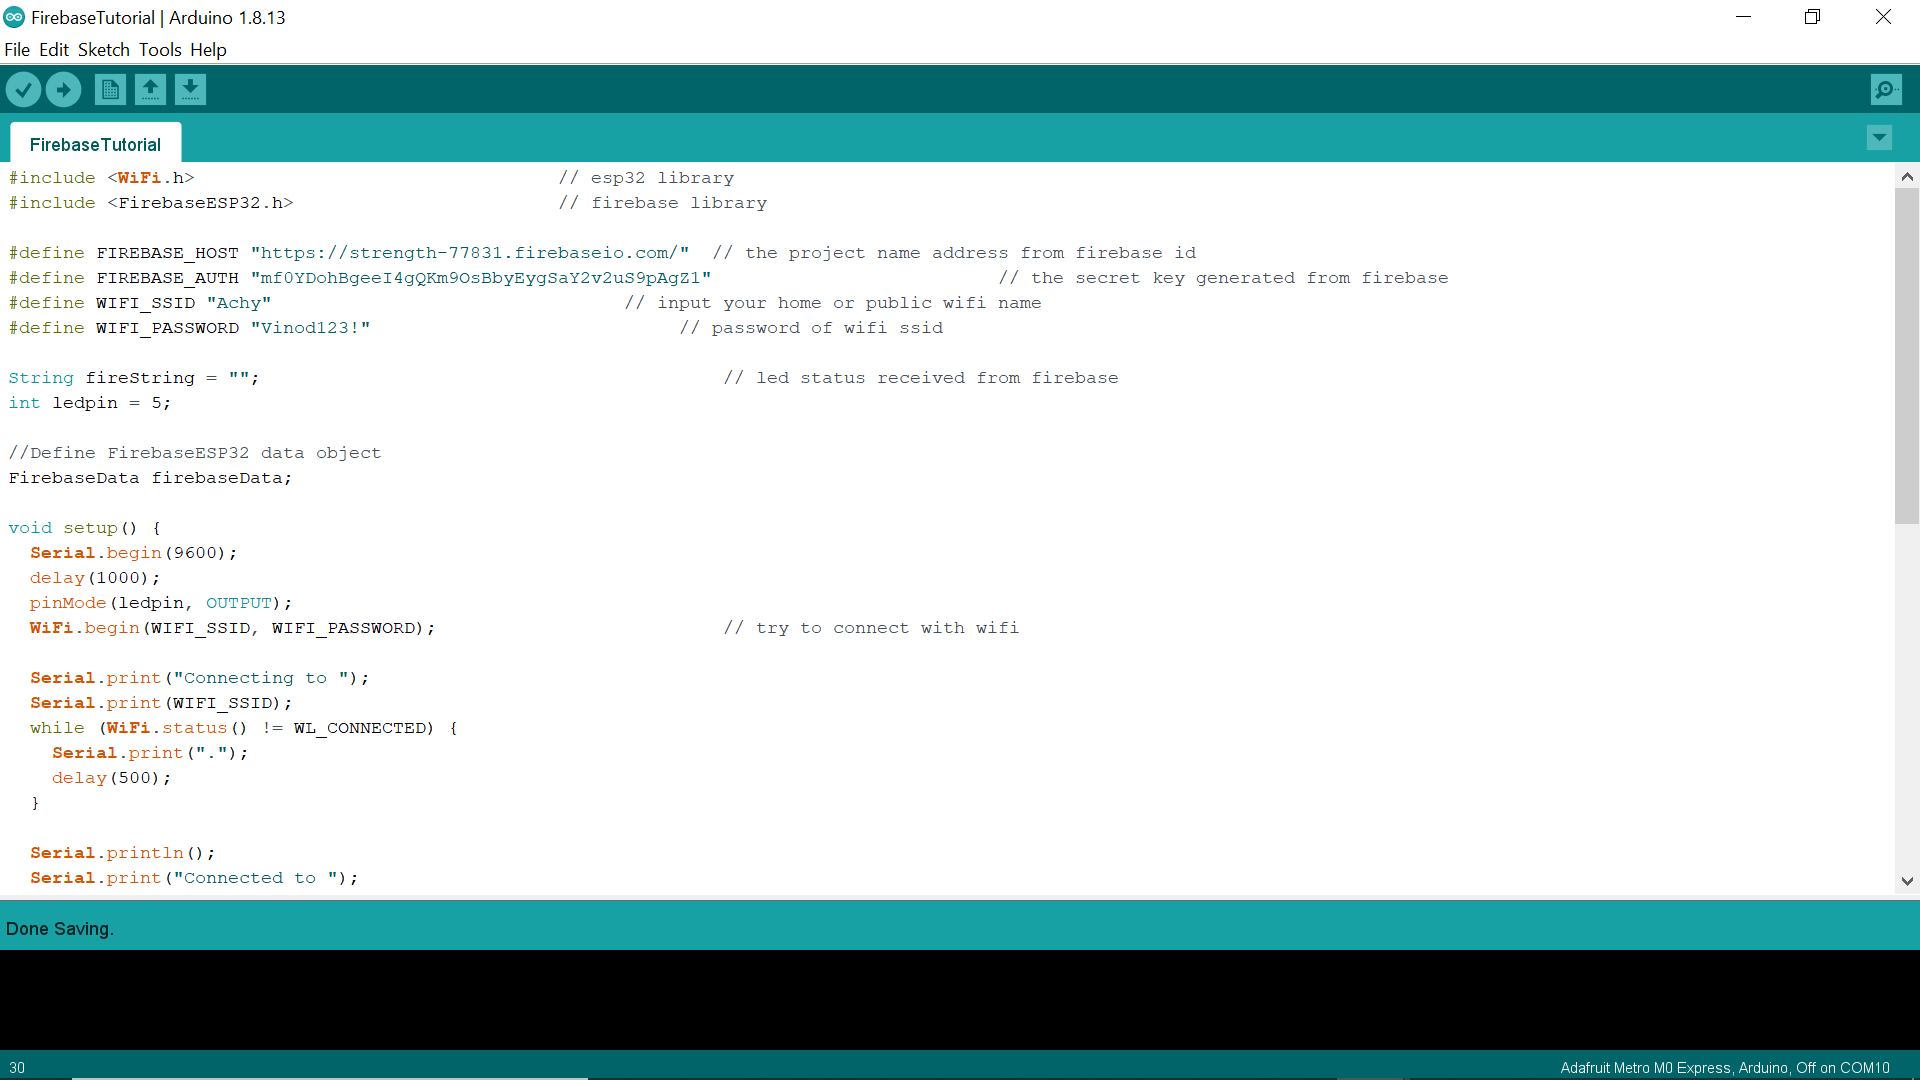 FirebaseTutorial | Arduino 1.8.13
File Edit Sketch Tools Help
FirebaseTutorial
#include <WiFi.h> // esp32 library
#include <FirebaseESP32.h> // firebase library
#define FIREBASE_HOST "https://strength-77831.firebaseio.com/" // the project name address from firebase id
#define FIREBASE_AUTH "mf0YDohBgeeI4gQKm9OsBbyEygSaY2v2uS9pAgZ1" // the secret key generated from firebase
#define WIFI_SSID "Achy" // input your home or public wifi name
#define WIFI_PASSWORD "Vinod123!" // password of wifi ssid
String fireString = ""; // led status received from firebase
int ledpin = 5;
//Define FirebaseESP32 data object
FirebaseData firebaseData;
void setup() {
Serial.begin(9600);
delay(1000);
pinMode(ledpin, OUTPUT);
WiFi.begin(WIFI_SSID, WIFI_PASSWORD); // try to connect with wifi
Serial.print("Connecting to ");
Serial.print(WIFI_SSID);
while (WiFi.status() != WL_CONNECTED) {
Serial.print(".");
delay(500);
}
Serial.println();
Serial.print("Connected to ");
Done Saving.
30
Adafruit Metro M0 Express, Arduino, Off on COM10